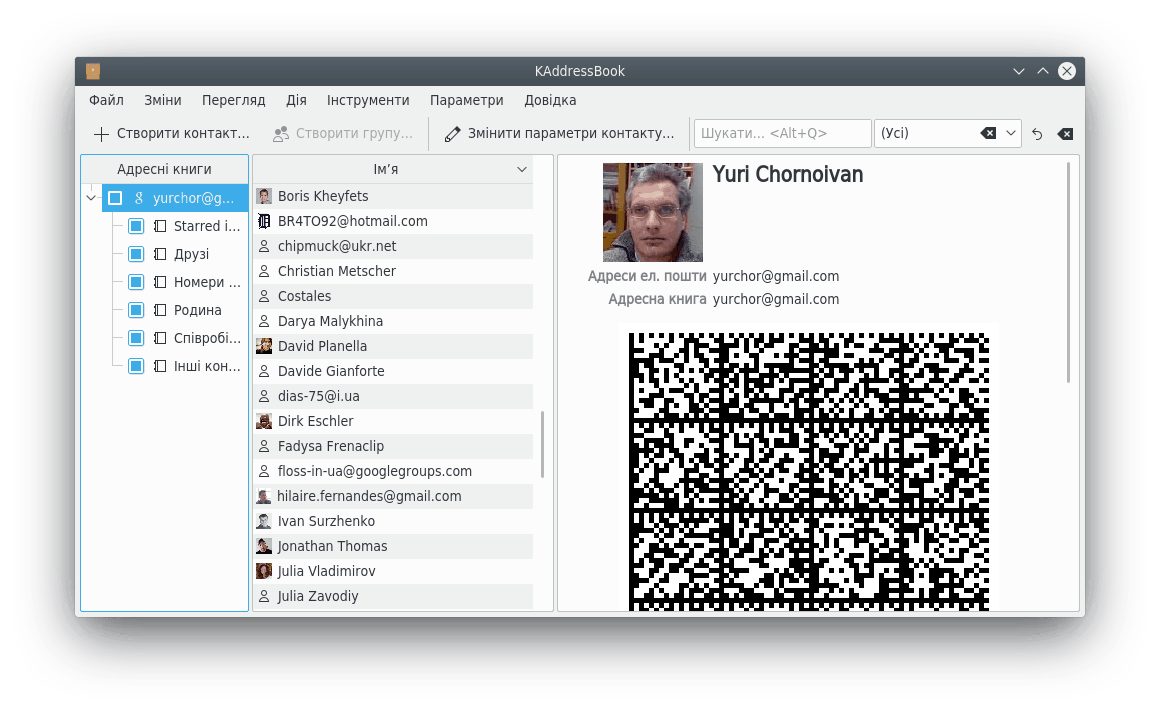 KAddressBook
Файл Зміни Перегляд Дія Інструменти Параметри Довідка
Створити контакт… Створити групу… Змінити параметри контакту… Шукати... <Alt+Q> (Усі)
Адресні книги
yurchor@g…
Starred i…
Друзі
Номери …
Родина
Співробі…
Інші кон…
Ім’я
Boris Kheyfets
BR4TO92@hotmail.com
chipmuck@ukr.net
Christian Metscher
Costales
Darya Malykhina
David Planella
Davide Gianforte
dias-75@i.ua
Dirk Eschler
Fadysa Frenaclip
floss-in-ua@googlegroups.com
hilaire.fernandes@gmail.com
Ivan Surzhenko
Jonathan Thomas
Julia Vladimirov
Julia Zavodiy
Yuri Chornoivan
Адреси ел. пошти yurchor@gmail.com
Адресна книга yurchor@gmail.com